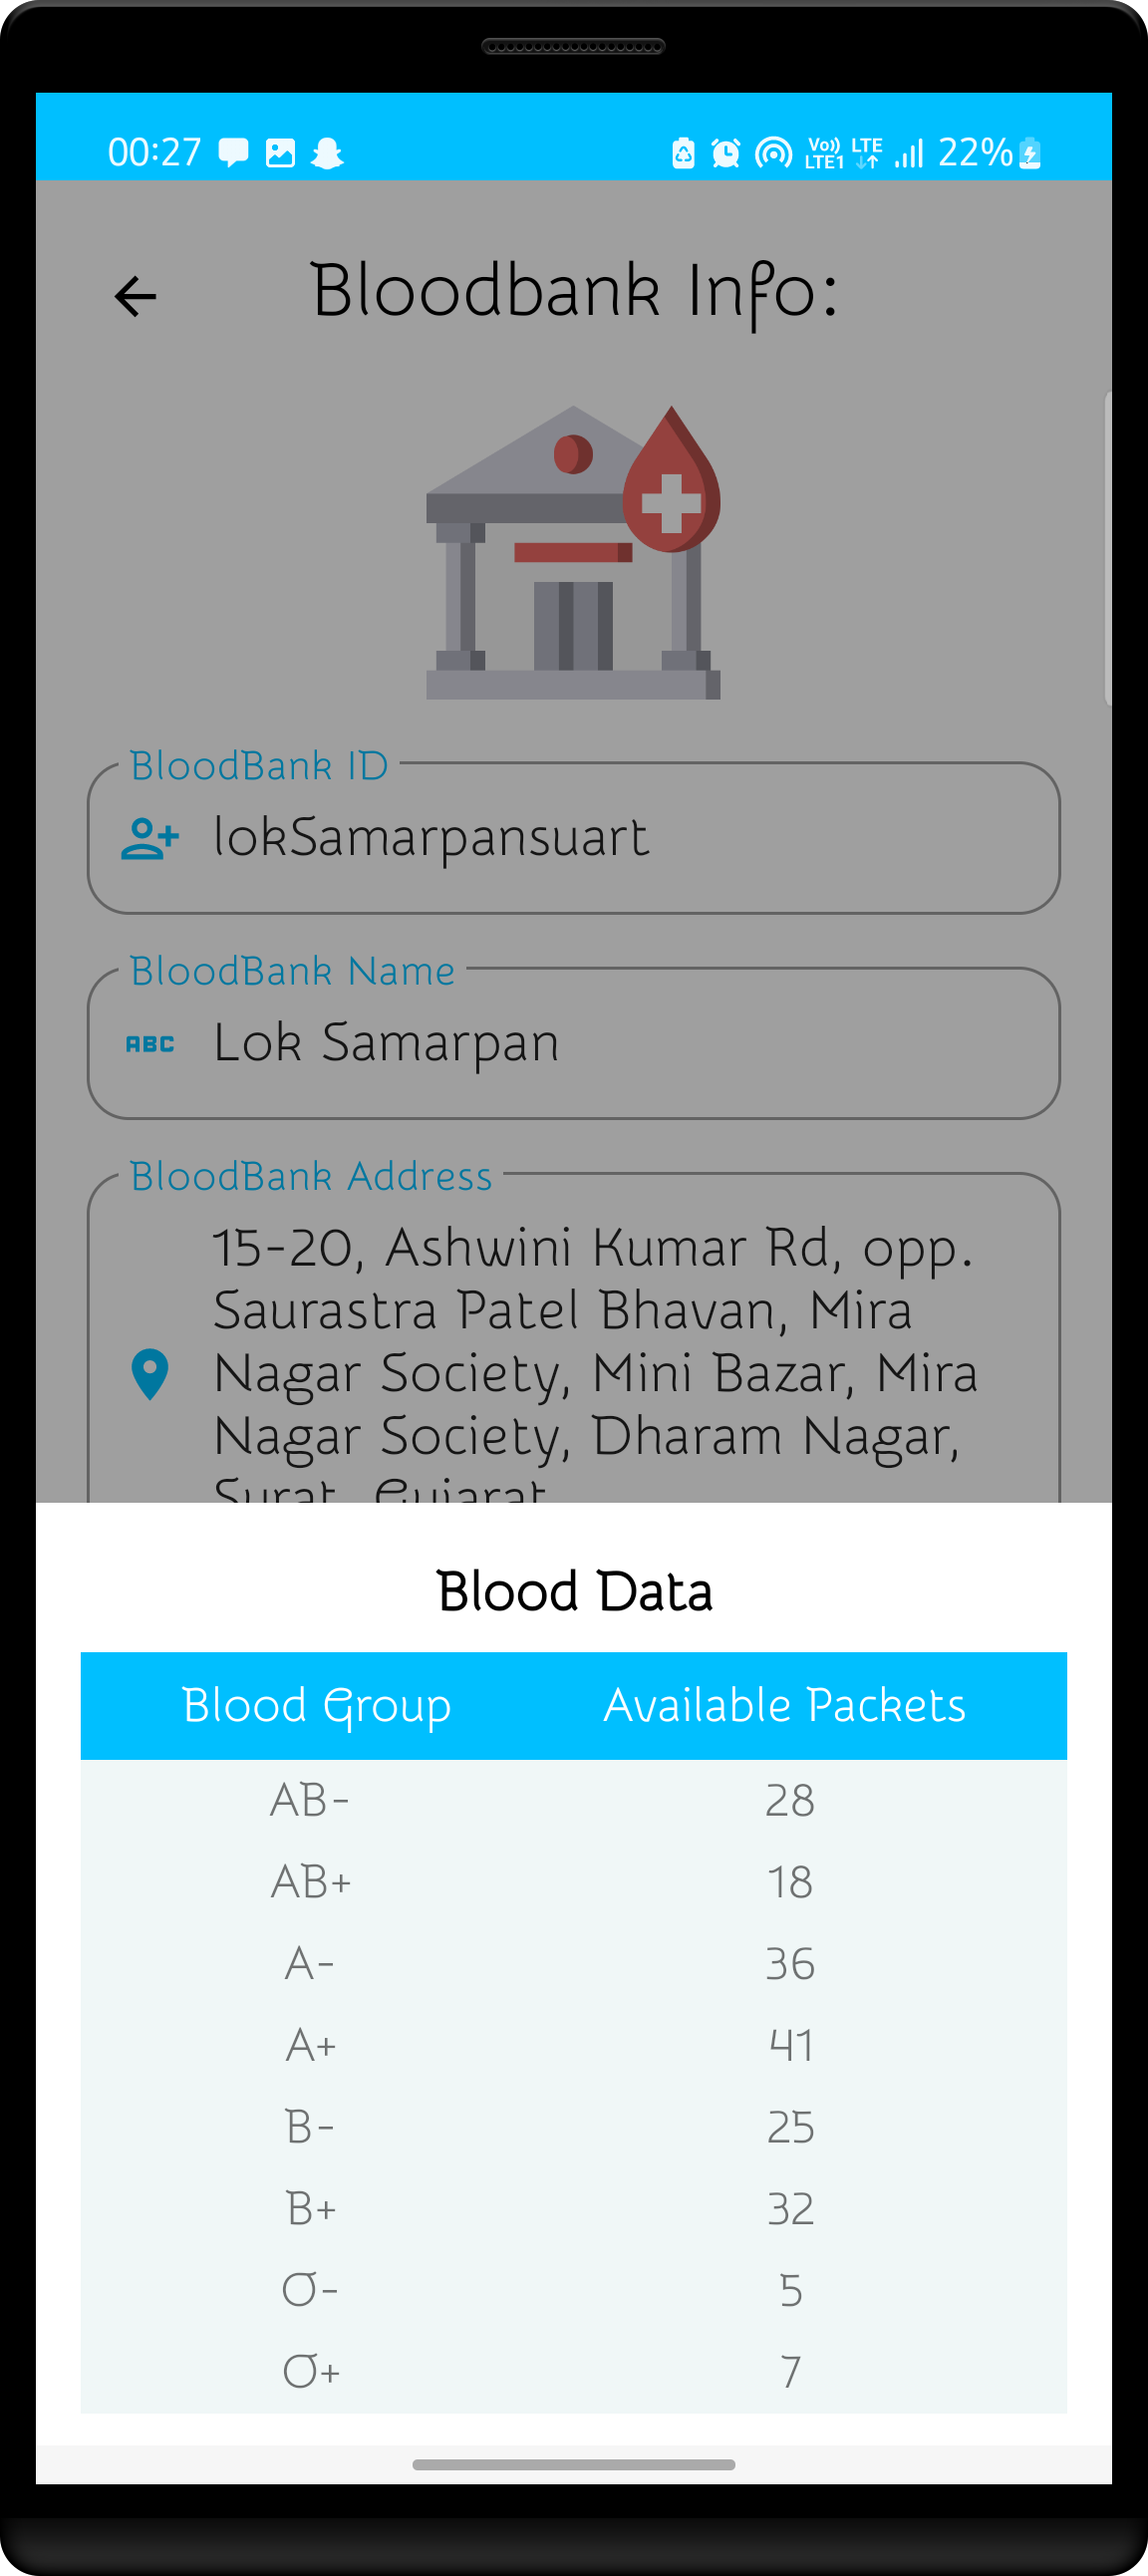 00:27 Vo)) LTE1 LTE 22%
Bloodbank Info:
BloodBank ID
lokSamarpansuart
BloodBank Name
ABC Lok Samarpan
BloodBank Address
15-20, Ashwini Kumar Rd, opp.
Saurastra Patel Bhavan, Mira
Nagar Society, Mini Bazar, Mira
Nagar Society, Dharam Nagar,
Surat, Gujarat
Blood Data
Blood Group Available Packets
AB- 28
AB+ 18
A- 36
A+ 41
B- 25
B+ 32
O- 5
O+ 7